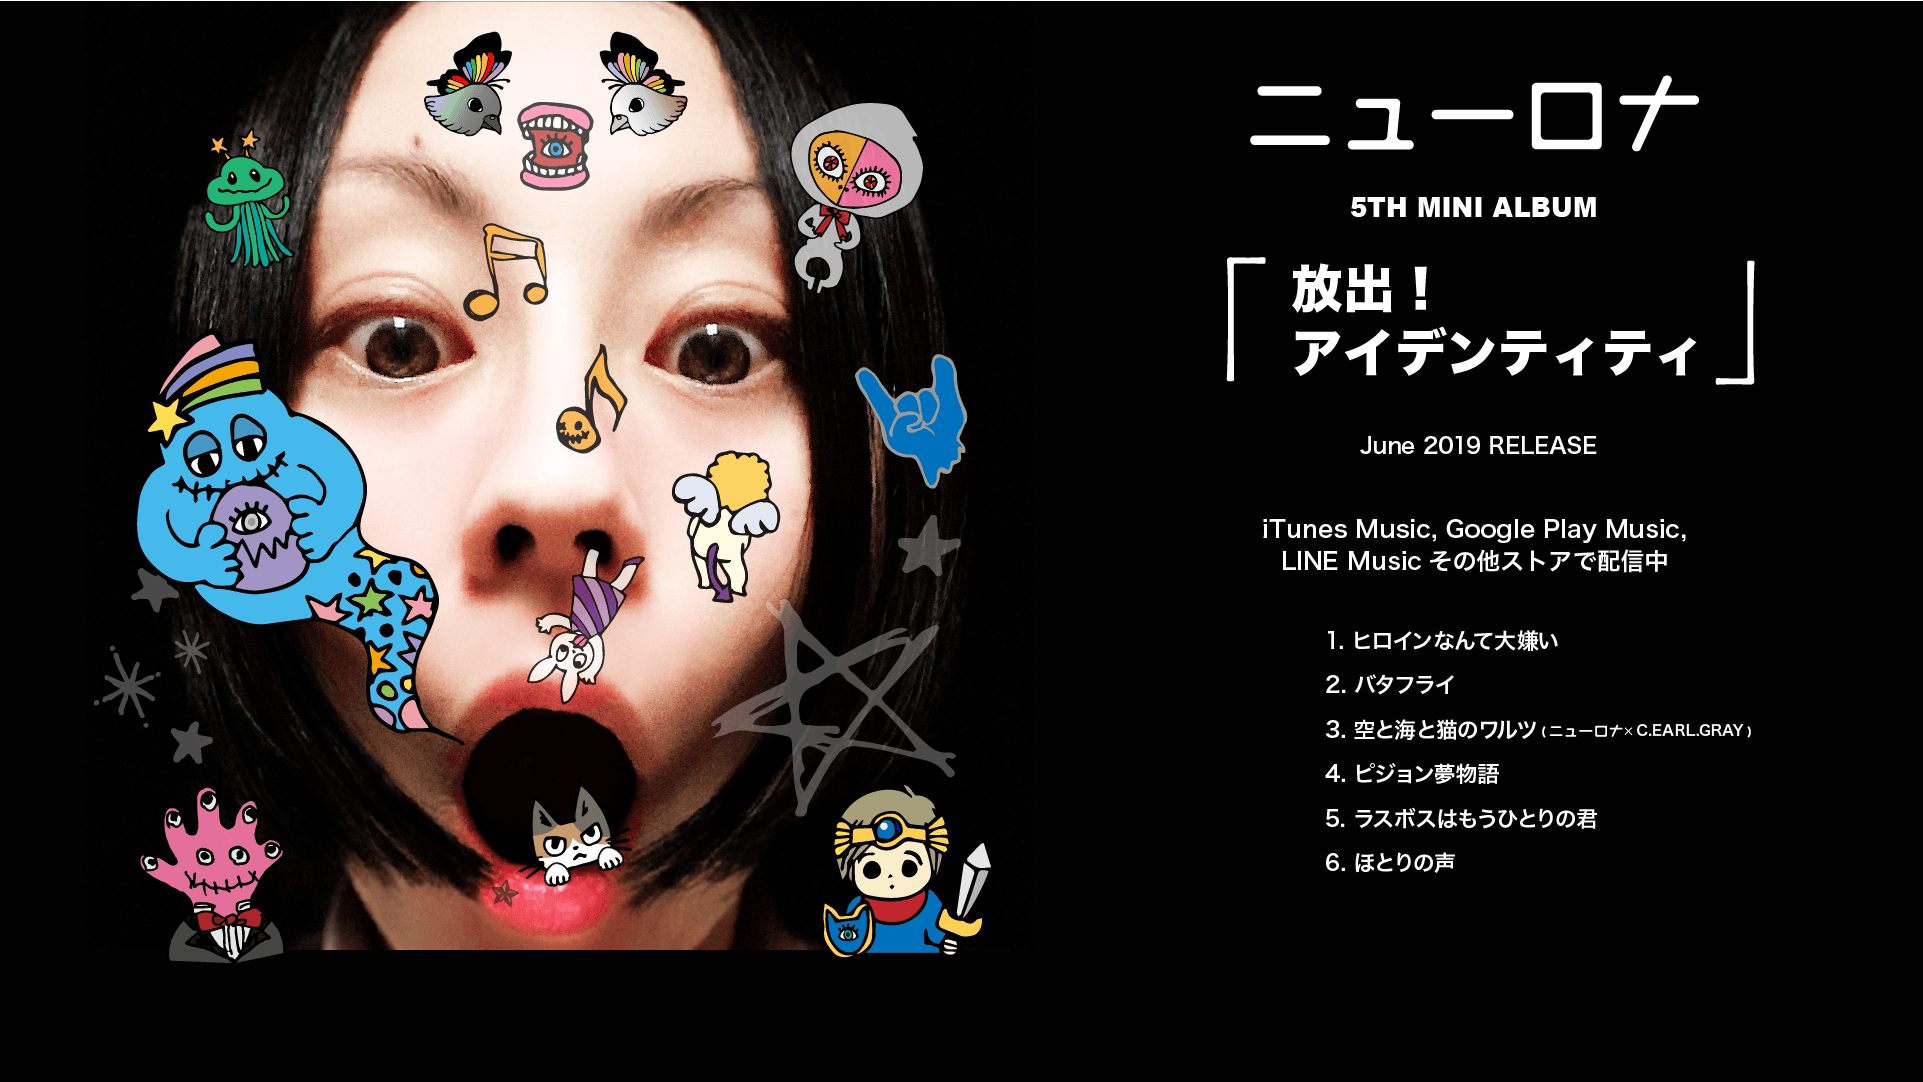 ニューロナ
5TH MINI ALBUM
「放出！
アイデンティティ」
June 2019 RELEASE
iTunes Music, Google Play Music,
LINE Music その他ストアで配信中
1. ヒロインなんて大嫌い
2. バタフライ
3. 空と海と猫のワルツ ( ニューロナ× C.EARL.GRAY )
4. ピジョン夢物語
5. ラスボスはもうひとりの君
6. ほとりの声